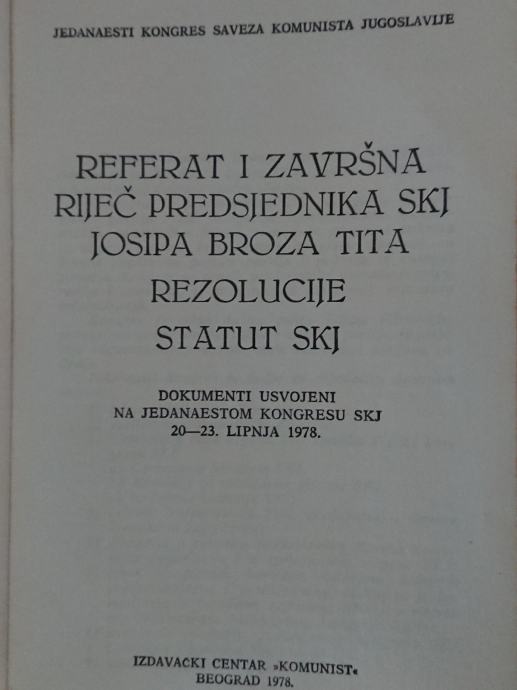 JEDANAESTI KONGRES SAVEZA KOMUNISTA JUGOSLAVIJE
REFERAT I ZAVRŠNA
RIJEČ PREDSJEDNIKA SKJ
JOSIPA BROZA TITA
REZOLUCIJE
STATUT SKJ
DOKUMENTI USVOJENI
NA JEDANAESTOM KONGRESU SKJ
20—23. LIPNJA 1978.
IZDAVACKI CENTAR »KOMUNIST«
BEOGRAD 1978.